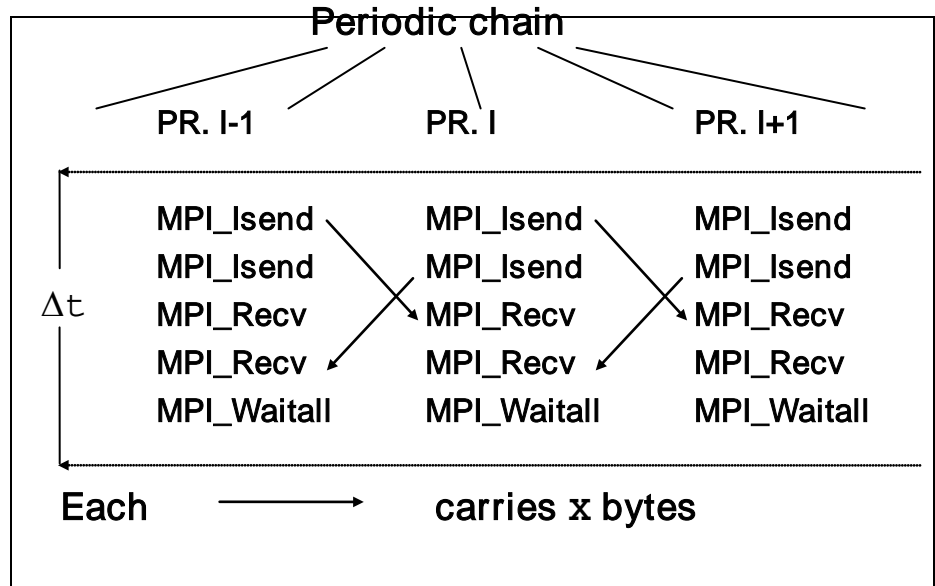 Periodic chain
PR. I-1 PR. I PR. I+1
MPI_Isend MPI_Isend MPI_Isend
MPI_Isend MPI_Isend MPI_Isend
Δt MPI_Recv MPI_Recv MPI_Recv
MPI_Recv MPI_Recv MPI_Recv
MPI_Waitall MPI_Waitall MPI_Waitall
Each carries x bytes